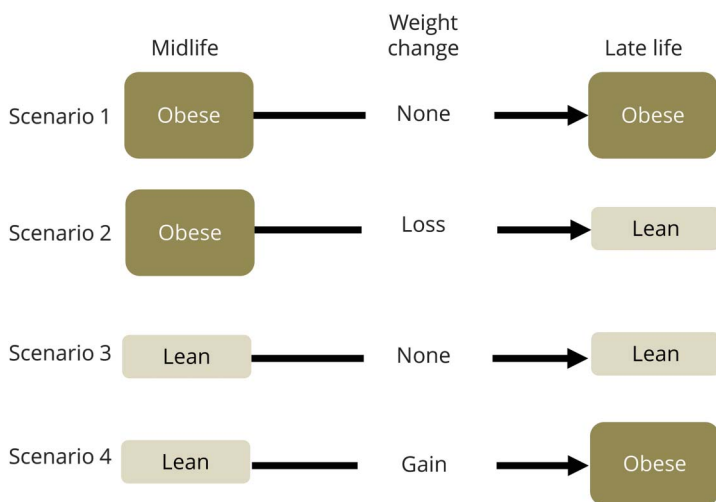 Midlife
Weight
change
Late life
Scenario 1
Obese
None
Obese
Scenario 2
Obese
Loss
Lean
Scenario 3
Lean
None
Lean
Scenario 4
Lean
Gain
Obese